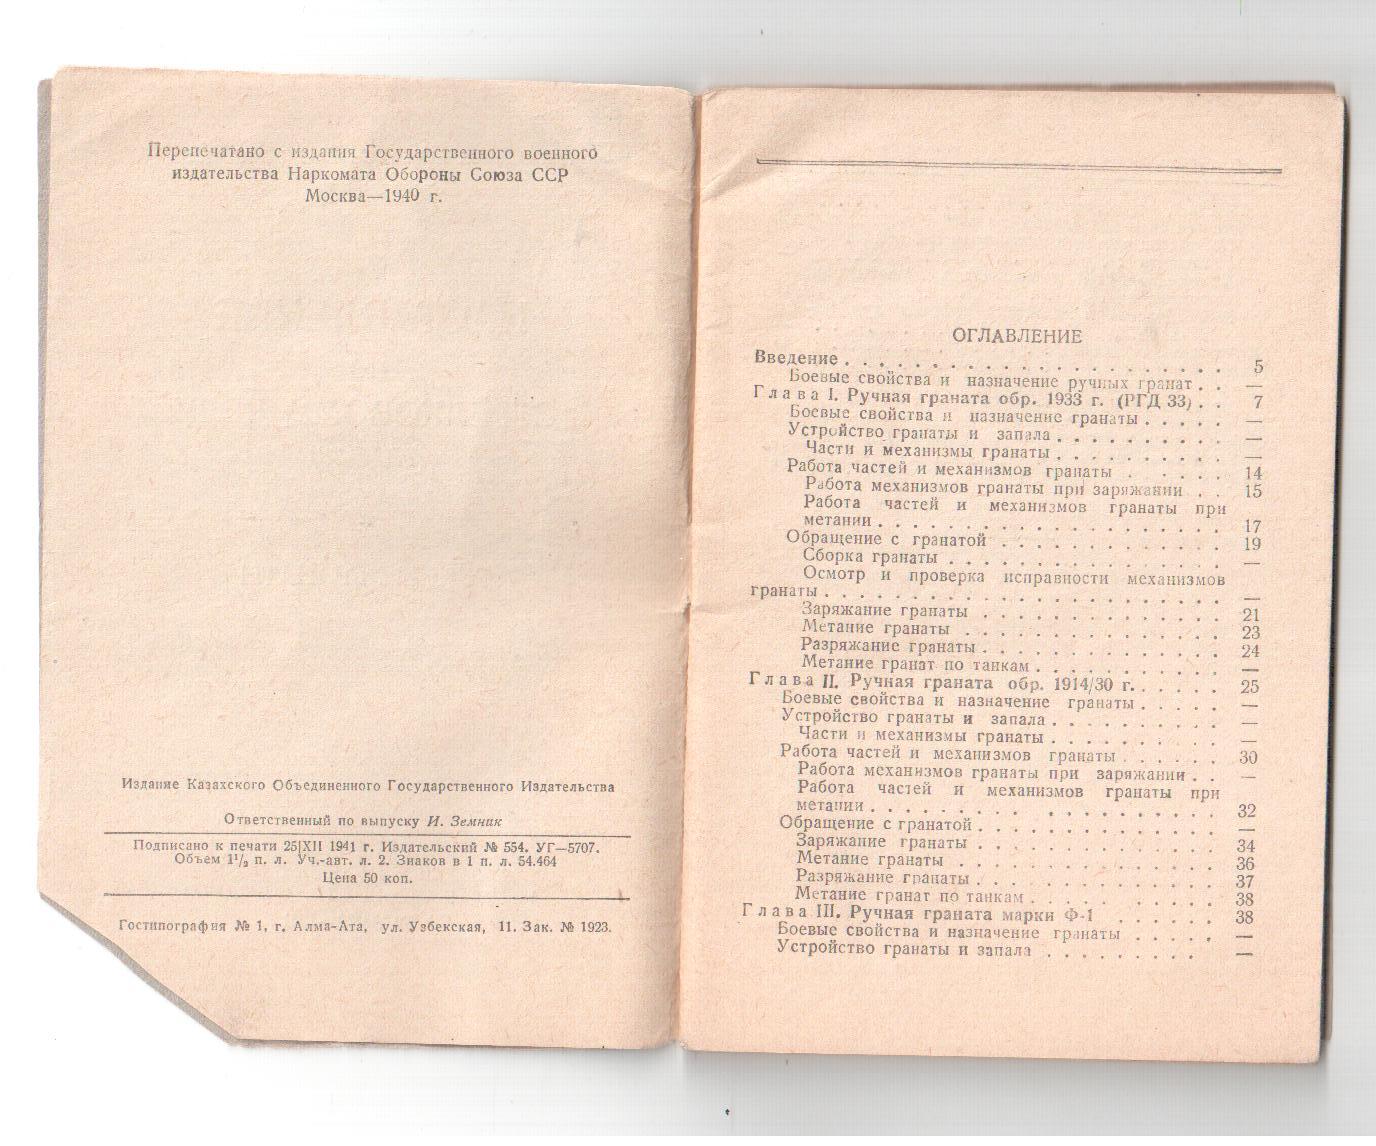 Перепечатано с издания Государственного военного
издательства Наркомата Обороны Союза ССР
Москва—1940 г.
Издание Казахского Объединенного Государственного Издательства
Ответственный по выпуску И. Земник
Подписано к печати 25|XII 1941 г. Издательский № 554. УГ—5707.
Объем 1¹/₂ п. л. Уч.-авт. л. 2. Знаков в 1 п. л. 54.464
Цена 50 коп.
Гостипография № 1, г. Алма-Ата, ул. Узбекская, 11. Зак. № 1923.
ОГЛАВЛЕНИЕ
Введение . . . . . . . . . . . . . . . . . . . . . . 5
Боевые свойства и назначение ручных гранат . . —
Глава I. Ручная граната обр. 1933 г. (РГД 33) . . 7
Боевые свойства и назначение гранаты . . . . . —
Устройство гранаты и запала . . . . . . . . . . —
Части и механизмы гранаты . . . . . . . . . . —
Работа частей и механизмов гранаты . . . . . 14
Работа механизмов гранаты при заряжании . . 15
Работа частей и механизмов гранаты при
метании . . . . . . . . . . . . . . . . . . . . 17
Обращение с гранатой . . . . . . . . . . . . . 19
Сборка гранаты . . . . . . . . . . . . . . . . —
Осмотр и проверка исправности механизмов
гранаты . . . . . . . . . . . . . . . . . . . . . . . —
Заряжание гранаты . . . . . . . . . . . . . . 21
Метание гранаты . . . . . . . . . . . . . . . 23
Разряжание гранаты . . . . . . . . . . . . . . 24
Метание гранат по танкам . . . . . . . . . . . —
Глава II. Ручная граната обр. 1914/30 г. . . . . . 25
Боевые свойства и назначение гранаты . . . . . —
Устройство гранаты и запала . . . . . . . . . . —
Части и механизмы гранаты . . . . . . . . . . —
Работа частей и механизмов гранаты . . . . . . 30
Работа механизмов гранаты при заряжании . . —
Работа частей и механизмов гранаты при
метании . . . . . . . . . . . . . . . . . . . . 32
Обращение с гранатой . . . . . . . . . . . . . . —
Заряжание гранаты . . . . . . . . . . . . . . 34
Метание гранаты . . . . . . . . . . . . . . . 36
Разряжание гранаты . . . . . . . . . . . . . . 37
Метание гранат по танкам . . . . . . . . . . . 38
Глава III. Ручная граната марки Ф-1 . . . . . . 38
Боевые свойства и назначение гранаты . . . . . —
Устройство гранаты и запала . . . . . . . . . —